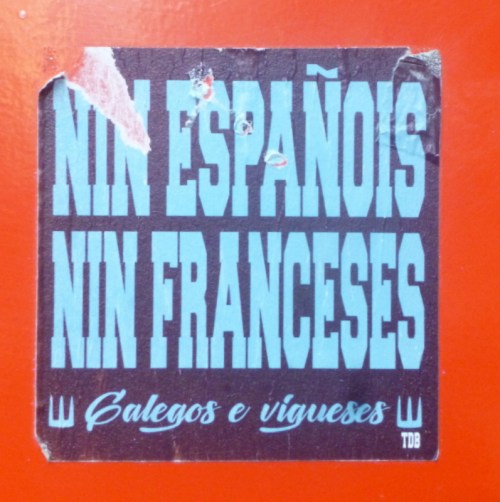 NIN ESPAÑOIS
NIN FRANCESES
Galegos e vigueses
TDB